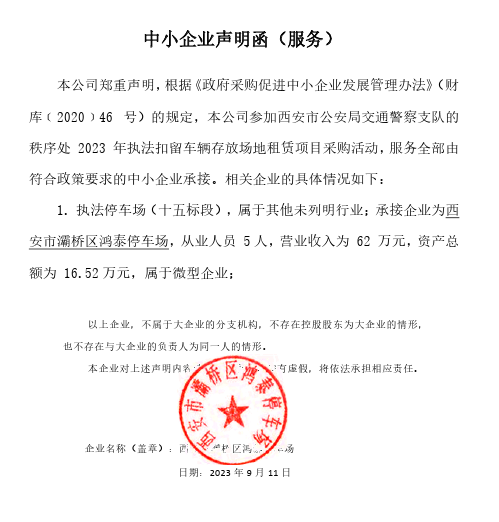 中小企业声明函（服务）
本公司郑重声明，根据《政府采购促进中小企业发展管理办法》（财
库﹝2020﹞46 号）的规定，本公司参加西安市公安局交通警察支队的
秩序处 2023 年执法扣留车辆存放场地租赁项目采购活动，服务全部由
符合政策要求的中小企业承接。相关企业的具体情况如下：
1. 执法停车场（十五标段），属于其他未列明行业；承接企业为西
安市灞桥区鸿泰停车场，从业人员 5人，营业收入为 62 万元，资产总
额为 16.52万元，属于微型企业；
以上企业，不属于大企业的分支机构，不存在控股股东为大企业的情形，
也不存在与大企业的负责人为同一人的情形。
本企业对上述声明内 有虚假，将依法承担相应责任。
西安市灞桥区鸿泰停车场
企业名称（盖章）：西 桥区鸿 车场
日期：2023 年 9 月 11 日